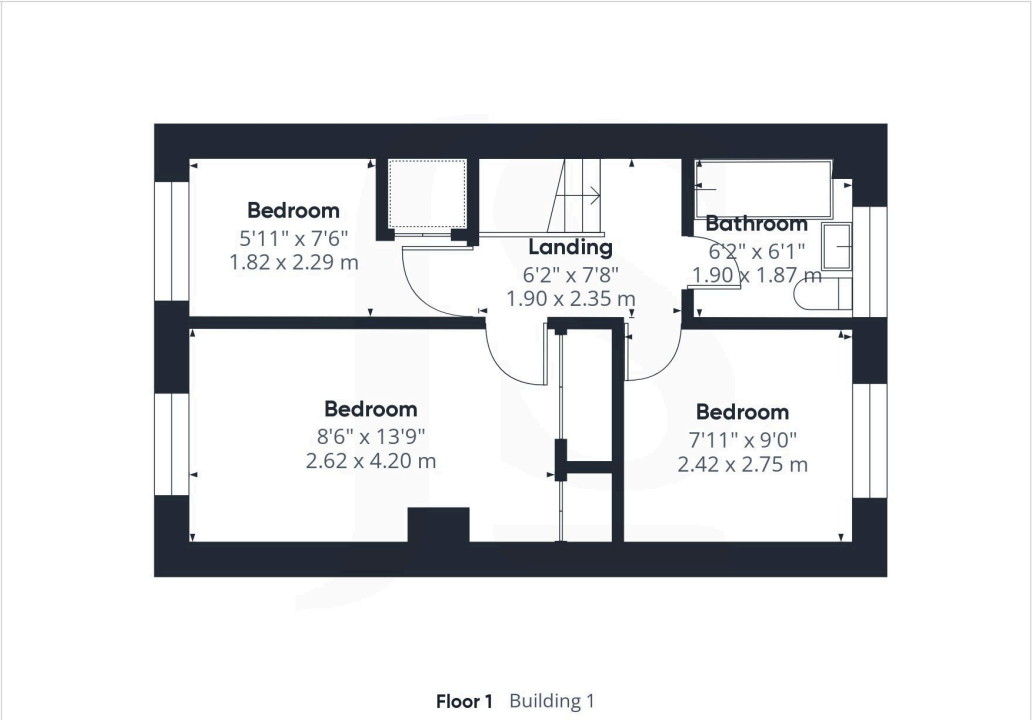 Bedroom
5'11" x 7'6"
1.82 x 2.29 m
Landing
6'2" x 7'8"
1.90 x 2.35 m
Bathroom
6'2" x 6'1"
1.90 x 1.87 m
Bedroom
8'6" x 13'9"
2.62 x 4.20 m
Bedroom
7'11" x 9'0"
2.42 x 2.75 m
Floor 1 Building 1